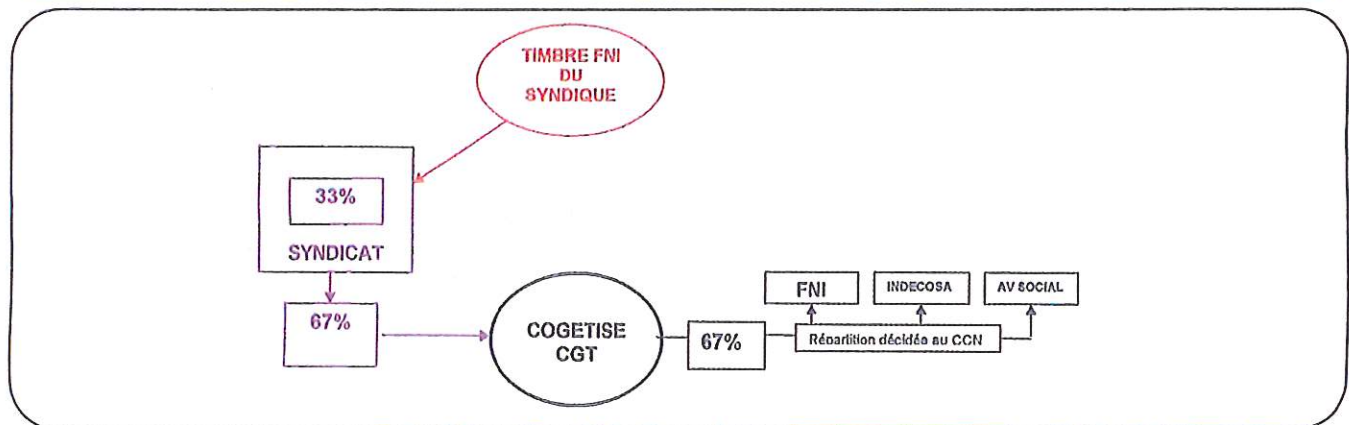 TIMBRE FNI
DU
SYNDIQUE
33%
SYNDICAT
67%
COGETISE
CGT
67%
FNI
INDECOSA
AV SOCIAL
Répartition décidée au CCN